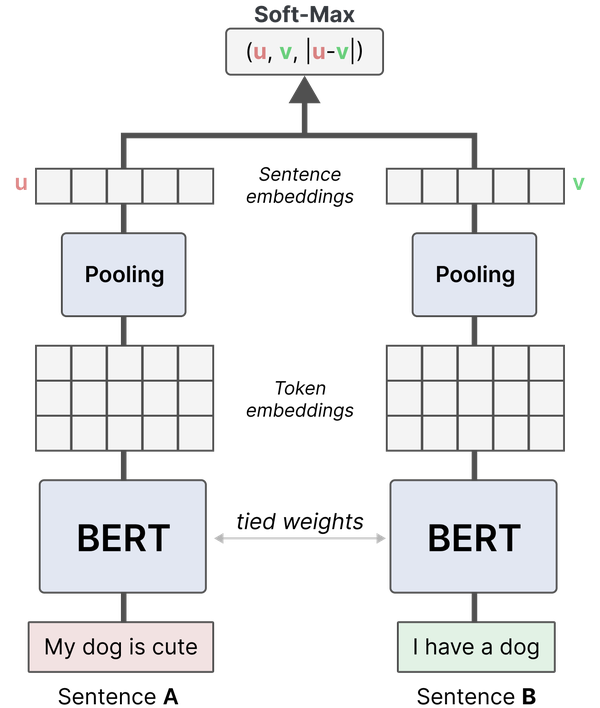 Soft-Max
(u, v, |u-v|)
u
Sentence
embeddings
v
Pooling
Pooling
Token
embeddings
BERT
tied weights
BERT
My dog is cute
I have a dog
Sentence A
Sentence B